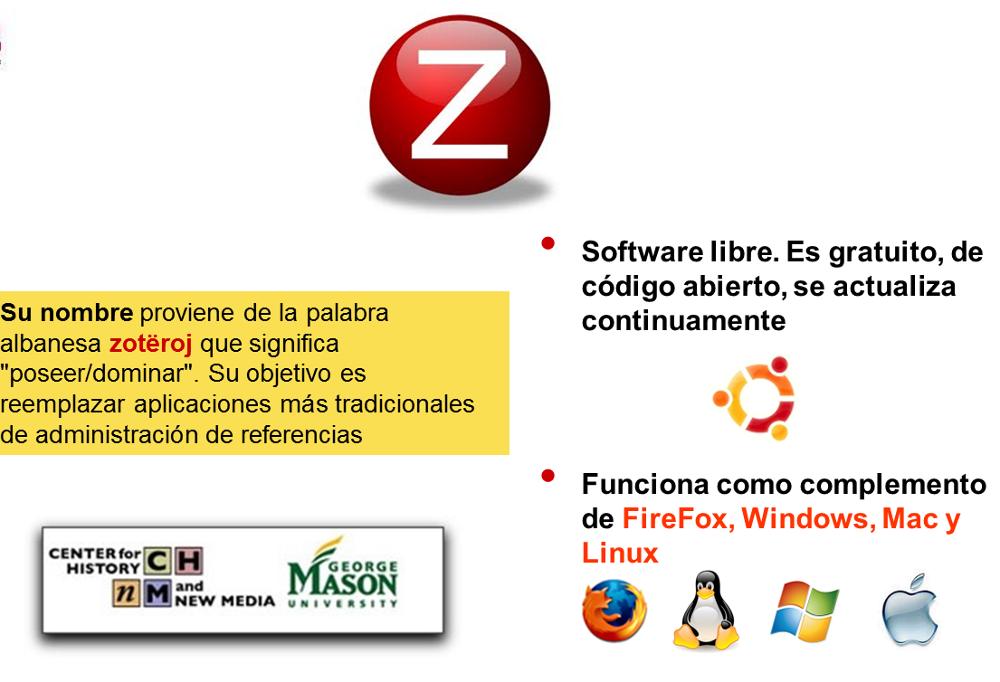 Z
Software libre. Es gratuito, de
código abierto, se actualiza
continuamente
Su nombre proviene de la palabra
albanesa zotëroj que significa
"poseer/dominar". Su objetivo es
reemplazar aplicaciones más tradicionales
de administración de referencias
Funciona como complemento
de FireFox, Windows, Mac y
Linux
CENTER for
HISTORY C H
n M and
NEW MEDIA
GEORGE
MASON
UNIVERSITY